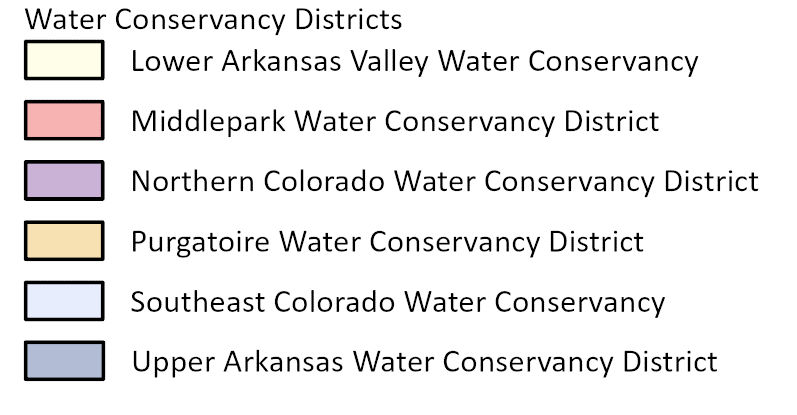 Water Conservancy Districts
Lower Arkansas Valley Water Conservancy
Middlepark Water Conservancy District
Northern Colorado Water Conservancy District
Purgatoire Water Conservancy District
Southeast Colorado Water Conservancy
Upper Arkansas Water Conservancy District